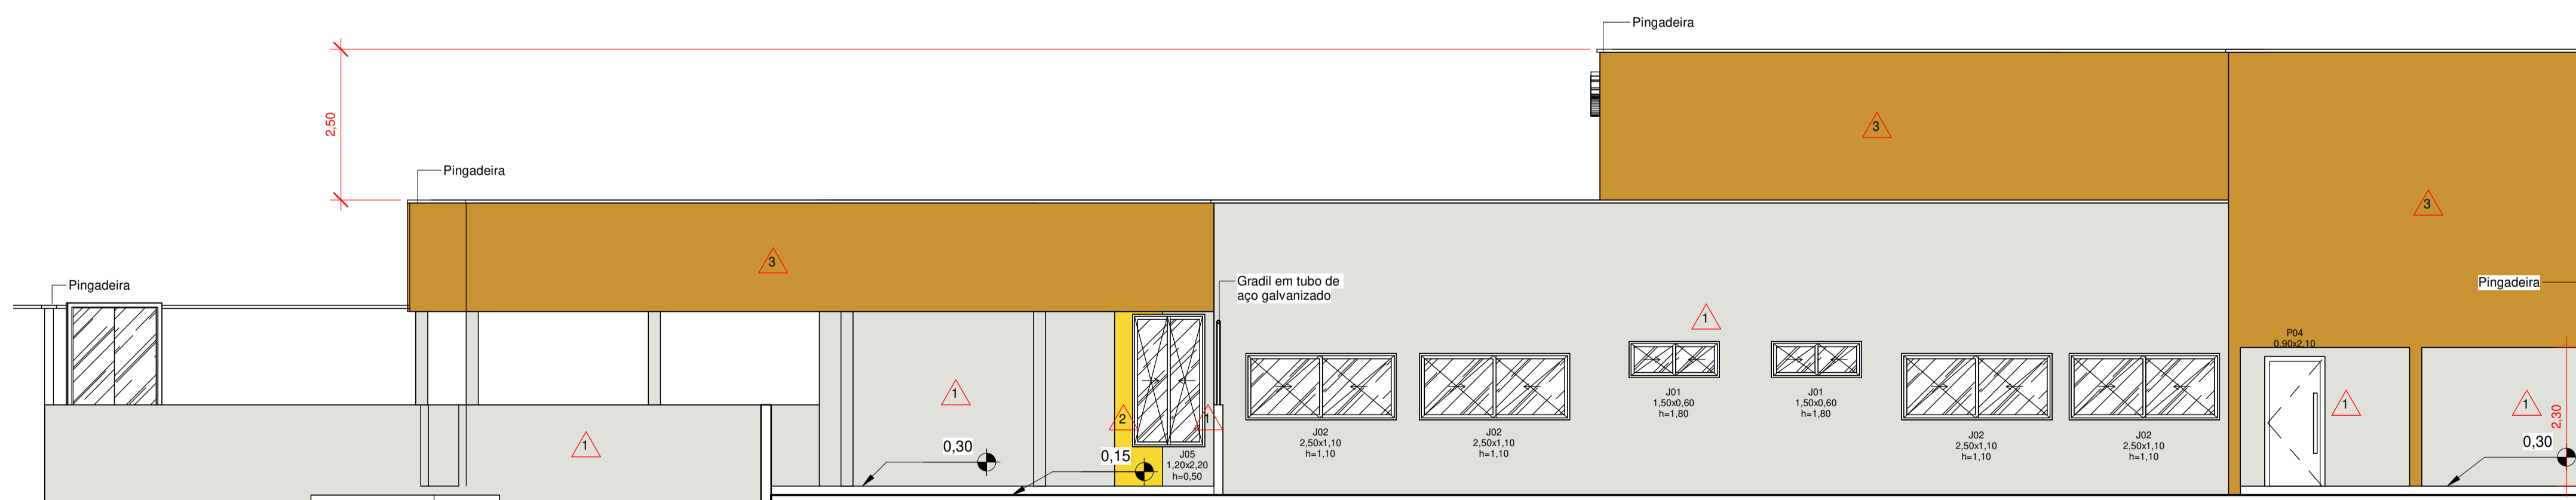 Pingadeira
2,50
3
Pingadeira
3
3
Pingadeira
Gradil em tubo de
aço galvanizado
Pingadeira
1
P04
0,90x2,10
1
2
1
J01
1,50x0,60
h=1,80
J01
1,50x0,60
h=1,80
1
1
2,30
1
0,30
0,15
J05
1,20x2,20
h=0,50
J02
2,50x1,10
h=1,10
J02
2,50x1,10
h=1,10
J02
2,50x1,10
h=1,10
J02
2,50x1,10
h=1,10
0,30